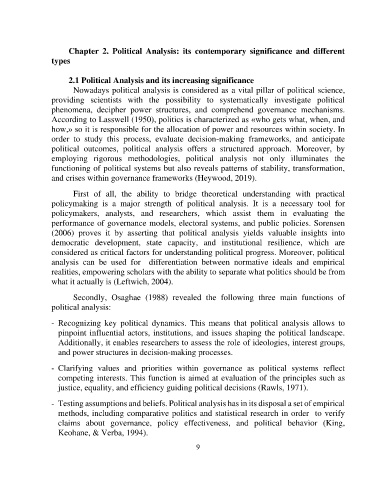 Chapter 2. Political Analysis: its contemporary significance and different
types
2.1 Political Analysis and its increasing significance
Nowadays political analysis is considered as a vital pillar of political science,
providing scientists with the possibility to systematically investigate political
phenomena, decipher power structures, and comprehend governance mechanisms.
According to Lasswell (1950), politics is characterized as «who gets what, when, and
how,» so it is responsible for the allocation of power and resources within society. In
order to study this process, evaluate decision-making frameworks, and anticipate
political outcomes, political analysis offers a structured approach. Moreover, by
employing rigorous methodologies, political analysis not only illuminates the
functioning of political systems but also reveals patterns of stability, transformation,
and crises within governance frameworks (Heywood, 2019).
First of all, the ability to bridge theoretical understanding with practical
policymaking is a major strength of political analysis. It is a necessary tool for
policymakers, analysts, and researchers, which assist them in evaluating the
performance of governance models, electoral systems, and public policies. Sorensen
(2006) proves it by asserting that political analysis yields valuable insights into
democratic development, state capacity, and institutional resilience, which are
considered as critical factors for understanding political progress. Moreover, political
analysis can be used for differentiation between normative ideals and empirical
realities, empowering scholars with the ability to separate what politics should be from
what it actually is (Leftwich, 2004).
Secondly, Osaghae (1988) revealed the following three main functions of
political analysis:
- Recognizing key political dynamics. This means that political analysis allows to
pinpoint influential actors, institutions, and issues shaping the political landscape.
Additionally, it enables researchers to assess the role of ideologies, interest groups,
and power structures in decision-making processes.
- Clarifying values and priorities within governance as political systems reflect
competing interests. This function is aimed at evaluation of the principles such as
justice, equality, and efficiency guiding political decisions (Rawls, 1971).
- Testing assumptions and beliefs. Political analysis has in its disposal a set of empirical
methods, including comparative politics and statistical research in order to verify
claims about governance, policy effectiveness, and political behavior (King,
Keohane, & Verba, 1994).
9